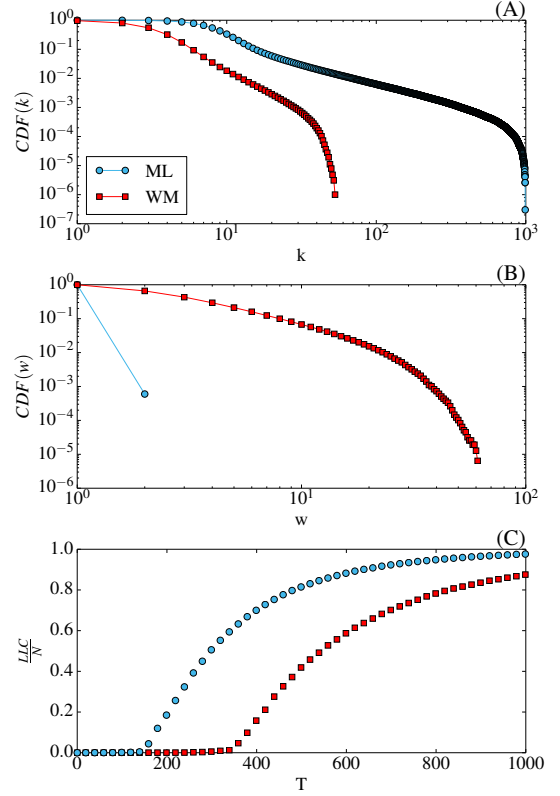 (A)
10^0
10^{-1}
10^{-2}
10^{-3}
10^{-4}
10^{-5}
10^{-6}
10^{-7}
CDF(k)
ML
WM
10^0 10^1 10^2 10^3
k
(B)
10^0
10^{-1}
10^{-2}
10^{-3}
10^{-4}
10^{-5}
10^{-6}
CDF(w)
10^0 10^1 10^2
w
(C)
1.0
0.8
0.6
0.4
0.2
0.0
LLC/N
0 200 400 600 800 1000
T